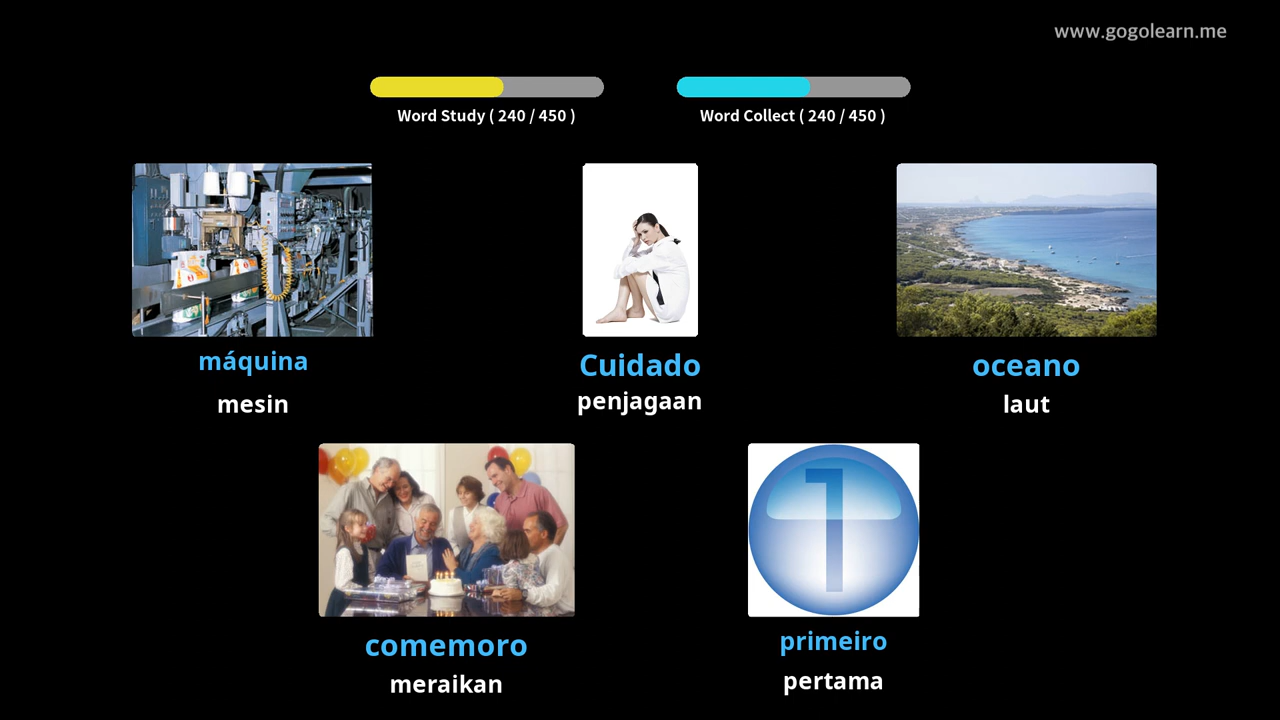 www.gogolearn.me
Word Study ( 240 / 450 )
Word Collect ( 240 / 450 )
máquina
mesin
Cuidado
penjagaan
oceano
laut
comemoro
meraikan
1
primeiro
pertama